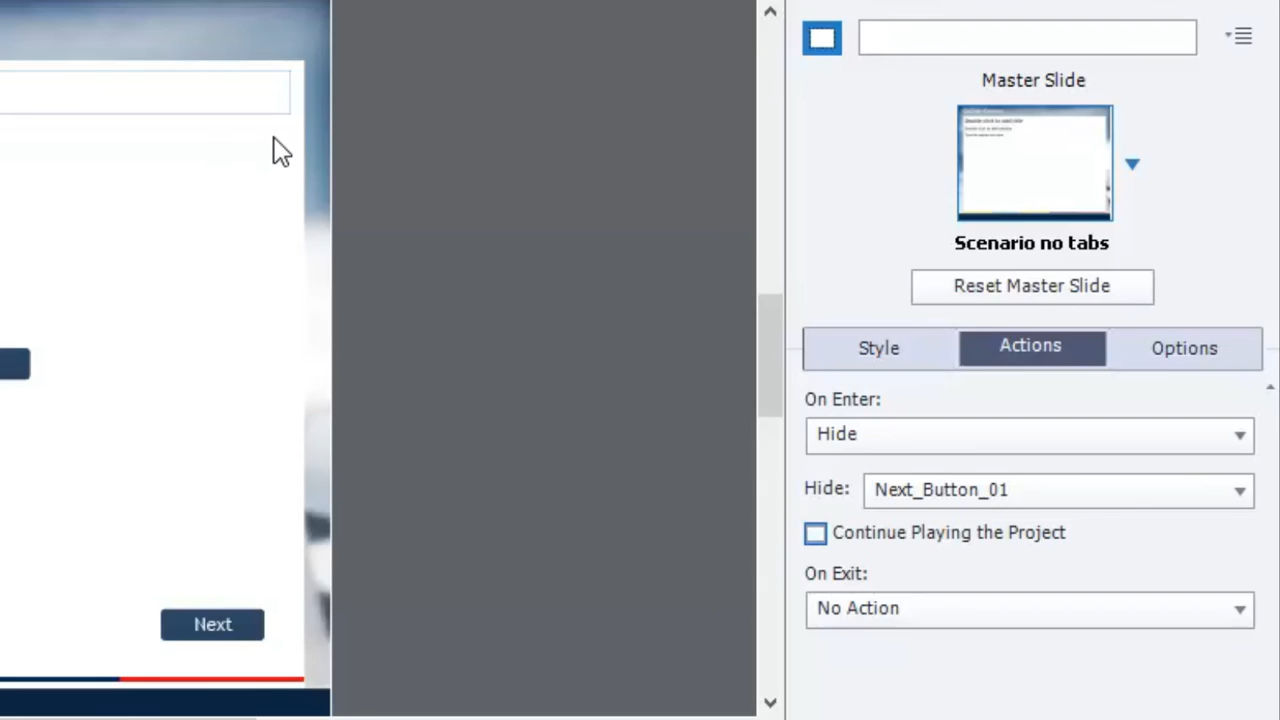 Master Slide
Scenario no tabs
Reset Master Slide
Style
Actions
Options
On Enter:
Hide
Hide:
Next_Button_01
Continue Playing the Project
On Exit:
No Action
Next